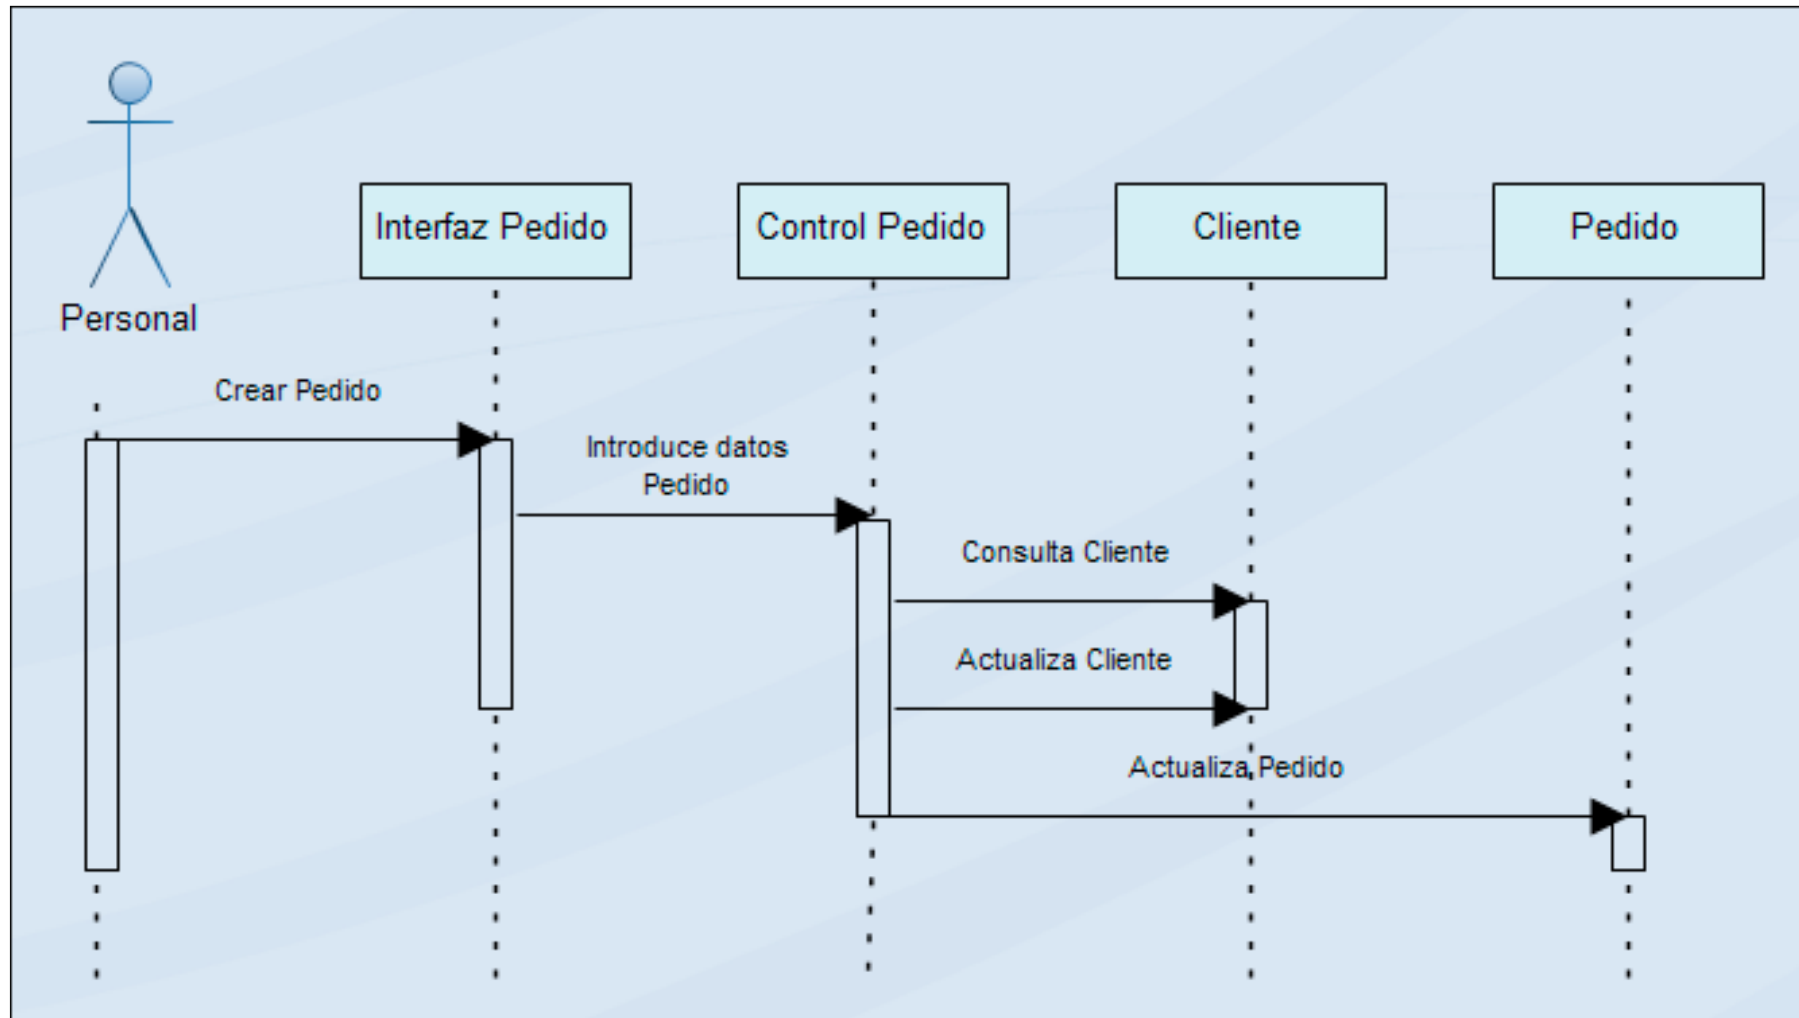 Interfaz Pedido
Control Pedido
Cliente
Pedido
Personal
Crear Pedido
Introduce datos
Pedido
Consulta Cliente
Actualiza Cliente
Actualiza Pedido